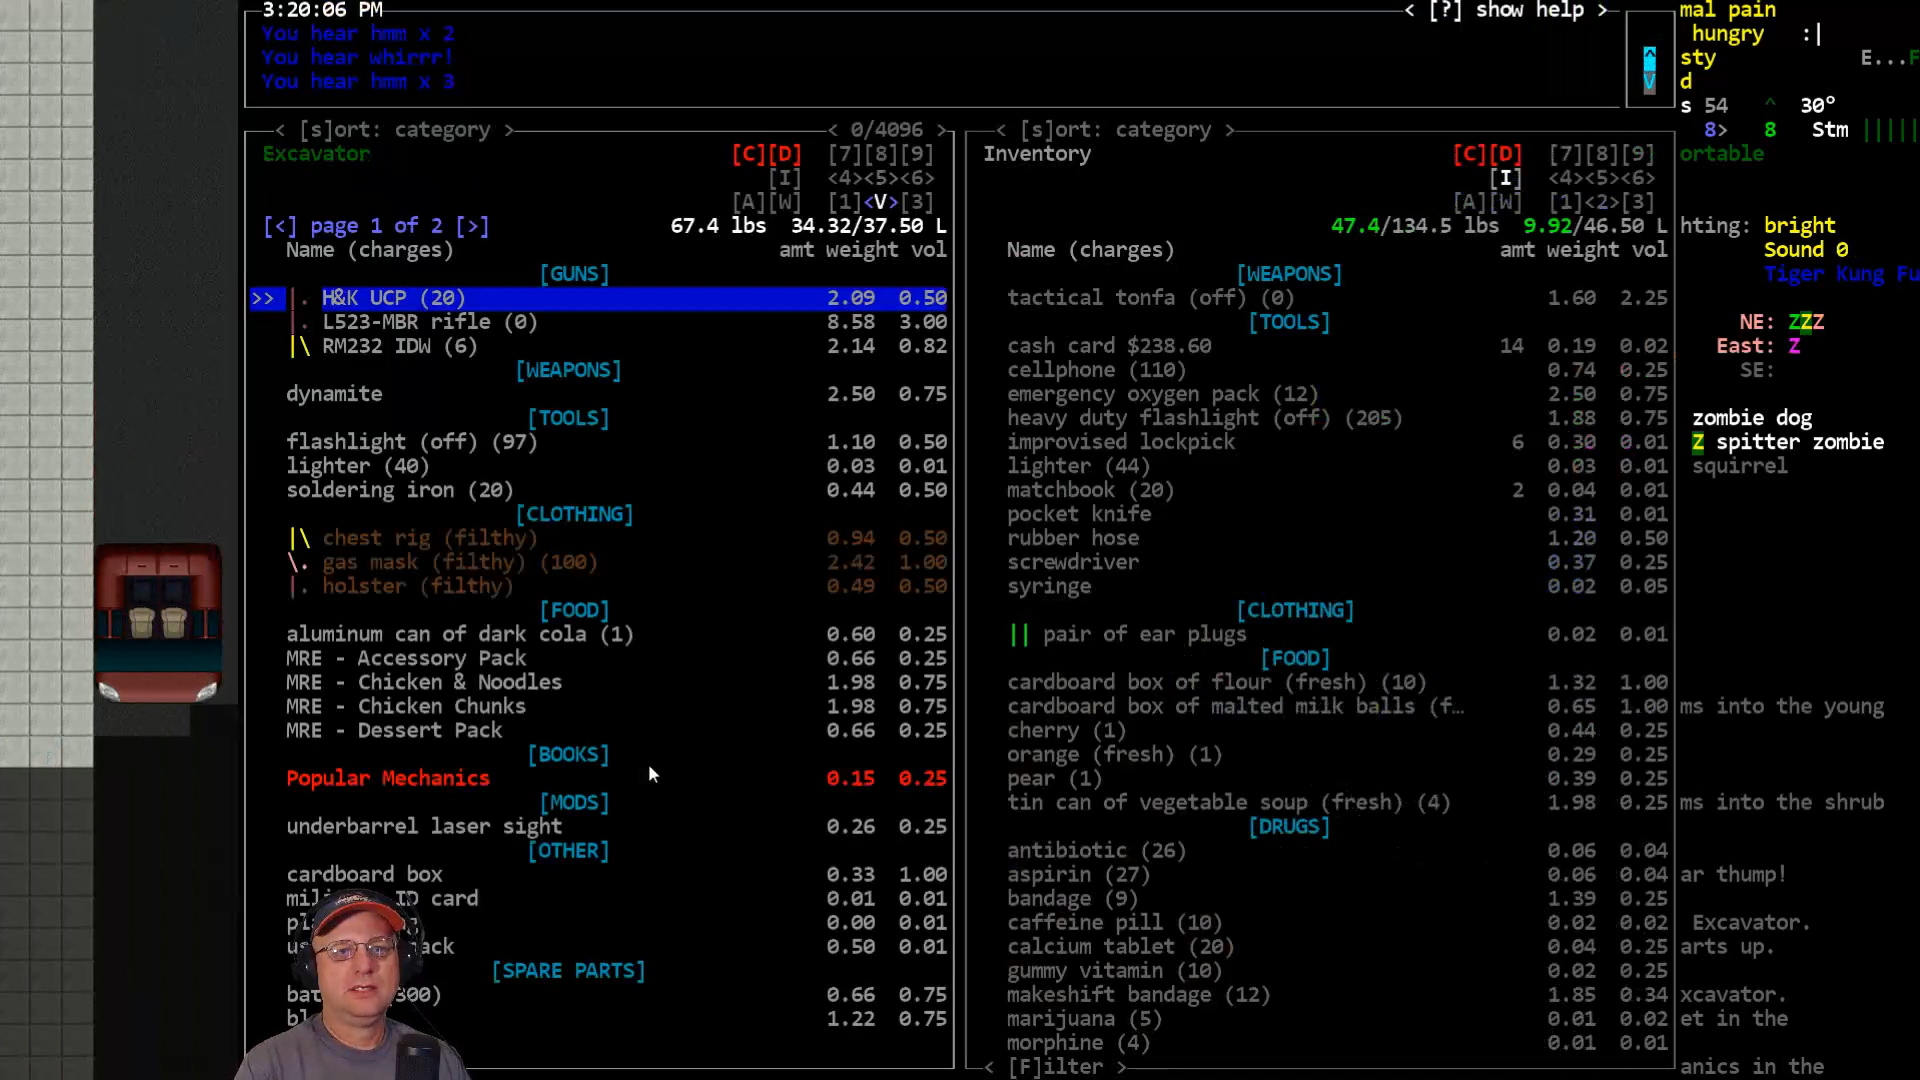 3:20:06 PM
< [?] show help >
You hear hmm x 2
You hear whirrr!
You hear hmm x 3
mal pain
hungry :|
sty E...F
d
s 54 ^ 30°
8> 8 Stm |||||
ortable
hting: bright
Sound 0
Tiger Kung Fu
NE: ZZZ
East: Z
SE:
zombie dog
Z spitter zombie
squirrel
ms into the young
ms into the shrub
ar thump!
Excavator.
arts up.
xcavator.
et in the
anics in the
< [s]ort: category > < 0/4096 >
Excavator [C][D] [7][8][9]
[I] <4><5><6>
[A][W] [1]<V>[3]
[<] page 1 of 2 [>] 67.4 lbs 34.32/37.50 L
Name (charges) amt weight vol
[GUNS]
>> |. H&K UCP (20) 2.09 0.50
|. L523-MBR rifle (0) 8.58 3.00
|\ RM232 IDW (6) 2.14 0.82
[WEAPONS]
dynamite 2.50 0.75
[TOOLS]
flashlight (off) (97) 1.10 0.50
lighter (40) 0.03 0.01
soldering iron (20) 0.44 0.50
[CLOTHING]
|\ chest rig (filthy) 0.94 0.50
\. gas mask (filthy) (100) 2.42 1.00
|. holster (filthy) 0.49 0.50
[FOOD]
aluminum can of dark cola (1) 0.60 0.25
MRE - Accessory Pack 0.66 0.25
MRE - Chicken & Noodles 1.98 0.75
MRE - Chicken Chunks 1.98 0.75
MRE - Dessert Pack 0.66 0.25
[BOOKS]
Popular Mechanics 0.15 0.25
[MODS]
underbarrel laser sight 0.26 0.25
[OTHER]
cardboard box 0.33 1.00
ID card 0.01 0.01
0.00 0.01
0.50 0.01
[SPARE PARTS]
0.66 0.75
1.22 0.75
< [s]ort: category >
Inventory [C][D] [7][8][9]
[I] <4><5><6>
[A][W] [1]<2>[3]
47.4/134.5 lbs 9.92/46.50 L
Name (charges) amt weight vol
[WEAPONS]
tactical tonfa (off) (0) 1.60 2.25
[TOOLS]
cash card $238.60 14 0.19 0.02
cellphone (110) 0.74 0.25
emergency oxygen pack (12) 2.50 0.75
heavy duty flashlight (off) (205) 1.88 0.75
improvised lockpick 6 0.30 0.01
lighter (44) 0.03 0.01
matchbook (20) 2 0.04 0.01
pocket knife 0.31 0.01
rubber hose 1.20 0.50
screwdriver 0.37 0.25
syringe 0.02 0.05
[CLOTHING]
|| pair of ear plugs 0.02 0.01
[FOOD]
cardboard box of flour (fresh) (10) 1.32 1.00
cardboard box of malted milk balls (f... 0.65 1.00
cherry (1) 0.44 0.25
orange (fresh) (1) 0.29 0.25
pear (1) 0.39 0.25
tin can of vegetable soup (fresh) (4) 1.98 0.25
[DRUGS]
antibiotic (26) 0.06 0.04
aspirin (27) 0.06 0.04
bandage (9) 1.39 0.25
caffeine pill (10) 0.02 0.02
calcium tablet (20) 0.04 0.25
gummy vitamin (10) 0.02 0.25
makeshift bandage (12) 1.85 0.34
marijuana (5) 0.01 0.02
morphine (4) 0.01 0.01
< [F]ilter >